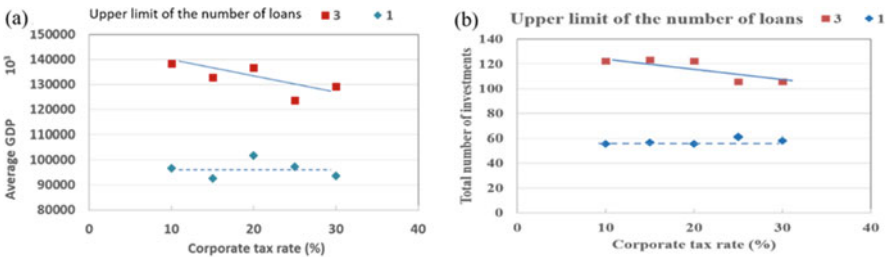 (a)
Upper limit of the number of loans 3 1
150000
140000
130000
120000
110000
100000
90000
80000
10³
Average GDP
0 10 20 30 40
Corporate tax rate (%)
(b)
Upper limit of the number of loans 3 1
140
120
100
80
60
40
20
0
Total number of investments
0 10 20 30 40
Corporate tax rate (%)